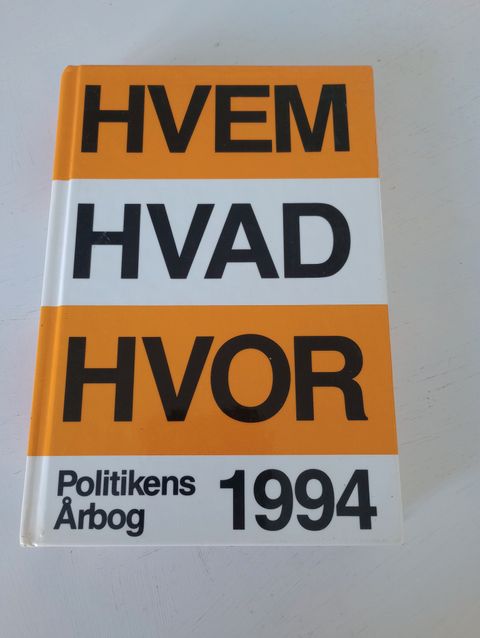 HVEM
HVAD
HVOR
Politikens
Årbog
1994